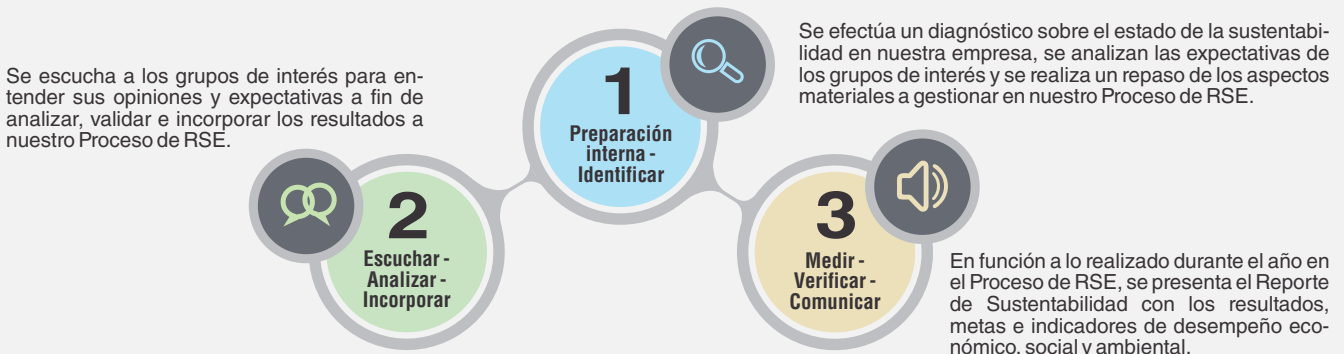 1
Preparación
interna -
Identificar
Se efectúa un diagnóstico sobre el estado de la sustentabi-
lidad en nuestra empresa, se analizan las expectativas de
los grupos de interés y se realiza un repaso de los aspectos
materiales a gestionar en nuestro Proceso de RSE.
Se escucha a los grupos de interés para en-
tender sus opiniones y expectativas a fin de
analizar, validar e incorporar los resultados a
nuestro Proceso de RSE.
2
Escuchar -
Analizar -
Incorporar
3
Medir -
Verificar -
Comunicar
En función a lo realizado durante el año en
el Proceso de RSE, se presenta el Reporte
de Sustentabilidad con los resultados,
metas e indicadores de desempeño eco-
nómico, social y ambiental.